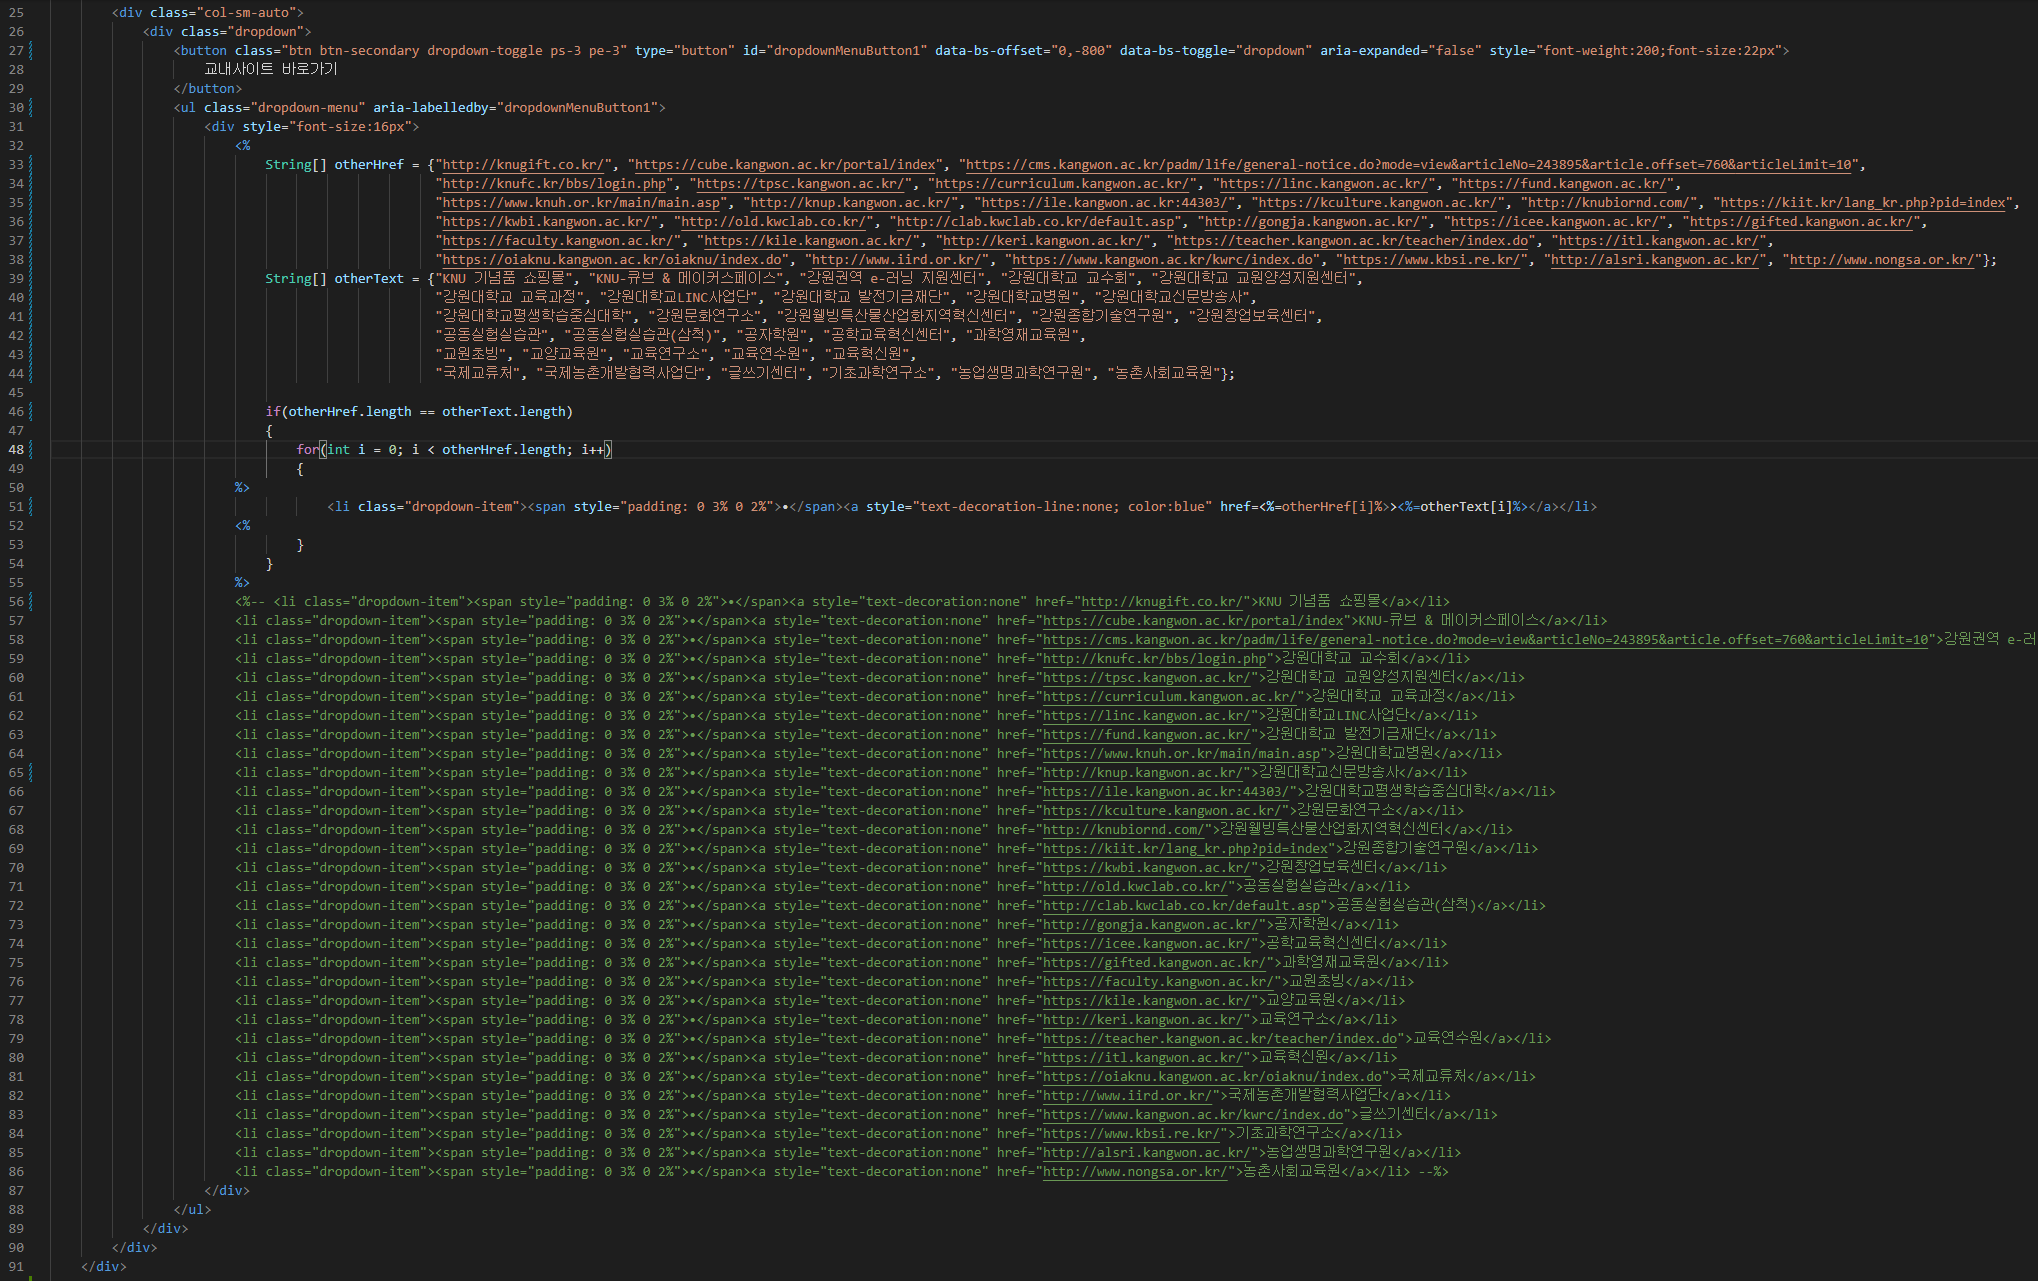 25 <div class="col-sm-auto">
26 <div class="dropdown">
27 <button class="btn btn-secondary dropdown-toggle ps-3 pe-3" type="button" id="dropdownMenuButton1" data-bs-offset="0,-800" data-bs-toggle="dropdown" aria-expanded="false" style="font-weight:200;font-size:22px">
28 교내사이트 바로가기
29 </button>
30 <ul class="dropdown-menu" aria-labelledby="dropdownMenuButton1">
31 <div style="font-size:16px">
32 <%
33 String[] otherHref = {"http://knugift.co.kr/", "https://cube.kangwon.ac.kr/portal/index", "https://cms.kangwon.ac.kr/padm/life/general-notice.do?mode=view&articleNo=243895&article.offset=760&articleLimit=10",
34 "http://knufc.kr/bbs/login.php", "https://tpsc.kangwon.ac.kr/", "https://curriculum.kangwon.ac.kr/", "https://linc.kangwon.ac.kr/", "https://fund.kangwon.ac.kr/",
35 "https://www.knuh.or.kr/main/main.asp", "http://knup.kangwon.ac.kr/", "https://ile.kangwon.ac.kr:44303/", "https://kculture.kangwon.ac.kr/", "http://knubiornd.com/", "https://kiit.kr/lang_kr.php?pid=index",
36 "https://kwbi.kangwon.ac.kr/", "http://old.kwclab.co.kr/", "http://clab.kwclab.co.kr/default.asp", "http://gongja.kangwon.ac.kr/", "https://icee.kangwon.ac.kr/", "https://gifted.kangwon.ac.kr/",
37 "https://faculty.kangwon.ac.kr/", "https://kile.kangwon.ac.kr/", "http://keri.kangwon.ac.kr/", "https://teacher.kangwon.ac.kr/teacher/index.do", "https://itl.kangwon.ac.kr/",
38 "https://oiaknu.kangwon.ac.kr/oiaknu/index.do", "http://www.iird.or.kr/", "https://www.kangwon.ac.kr/kwrc/index.do", "https://www.kbsi.re.kr/", "http://alsri.kangwon.ac.kr/", "http://www.nongsa.or.kr/"};
39 String[] otherText = {"KNU 기념품 쇼핑몰", "KNU-큐브 & 메이커스페이스", "강원권역 e-러닝 지원센터", "강원대학교 교수회", "강원대학교 교원양성지원센터",
40 "강원대학교 교육과정", "강원대학교LINC사업단", "강원대학교 발전기금재단", "강원대학교병원", "강원대학교신문방송사",
41 "강원대학교평생학습중심대학", "강원문화연구소", "강원웰빙특산물산업화지역혁신센터", "강원종합기술연구원", "강원창업보육센터",
42 "공동실험실습관", "공동실험실습관(삼척)", "공자학원", "공학교육혁신센터", "과학영재교육원",
43 "교원초빙", "교양교육원", "교육연구소", "교육연수원", "교육혁신원",
44 "국제교류처", "국제농촌개발협력사업단", "글쓰기센터", "기초과학연구소", "농업생명과학연구원", "농촌사회교육원"};
45
46 if(otherHref.length == otherText.length)
47 {
48 for(int i = 0; i < otherHref.length; i++)
49 {
50 %>
51 <li class="dropdown-item"><span style="padding: 0 3% 0 2%">•</span><a style="text-decoration-line:none; color:blue" href=<%=otherHref[i]%>><%=otherText[i]%></a></li>
52 <%
53 }
54 }
55 %>
56 <%-- <li class="dropdown-item"><span style="padding: 0 3% 0 2%">•</span><a style="text-decoration:none" href="http://knugift.co.kr/">KNU 기념품 쇼핑몰</a></li>
57 <li class="dropdown-item"><span style="padding: 0 3% 0 2%">•</span><a style="text-decoration:none" href="https://cube.kangwon.ac.kr/portal/index">KNU-큐브 & 메이커스페이스</a></li>
58 <li class="dropdown-item"><span style="padding: 0 3% 0 2%">•</span><a style="text-decoration:none" href="https://cms.kangwon.ac.kr/padm/life/general-notice.do?mode=view&articleNo=243895&article.offset=760&articleLimit=10">강원권역 e-러
59 <li class="dropdown-item"><span style="padding: 0 3% 0 2%">•</span><a style="text-decoration:none" href="http://knufc.kr/bbs/login.php">강원대학교 교수회</a></li>
60 <li class="dropdown-item"><span style="padding: 0 3% 0 2%">•</span><a style="text-decoration:none" href="https://tpsc.kangwon.ac.kr/">강원대학교 교원양성지원센터</a></li>
61 <li class="dropdown-item"><span style="padding: 0 3% 0 2%">•</span><a style="text-decoration:none" href="https://curriculum.kangwon.ac.kr/">강원대학교 교육과정</a></li>
62 <li class="dropdown-item"><span style="padding: 0 3% 0 2%">•</span><a style="text-decoration:none" href="https://linc.kangwon.ac.kr/">강원대학교LINC사업단</a></li>
63 <li class="dropdown-item"><span style="padding: 0 3% 0 2%">•</span><a style="text-decoration:none" href="https://fund.kangwon.ac.kr/">강원대학교 발전기금재단</a></li>
64 <li class="dropdown-item"><span style="padding: 0 3% 0 2%">•</span><a style="text-decoration:none" href="https://www.knuh.or.kr/main/main.asp">강원대학교병원</a></li>
65 <li class="dropdown-item"><span style="padding: 0 3% 0 2%">•</span><a style="text-decoration:none" href="http://knup.kangwon.ac.kr/">강원대학교신문방송사</a></li>
66 <li class="dropdown-item"><span style="padding: 0 3% 0 2%">•</span><a style="text-decoration:none" href="https://ile.kangwon.ac.kr:44303/">강원대학교평생학습중심대학</a></li>
67 <li class="dropdown-item"><span style="padding: 0 3% 0 2%">•</span><a style="text-decoration:none" href="https://kculture.kangwon.ac.kr/">강원문화연구소</a></li>
68 <li class="dropdown-item"><span style="padding: 0 3% 0 2%">•</span><a style="text-decoration:none" href="http://knubiornd.com/">강원웰빙특산물산업화지역혁신센터</a></li>
69 <li class="dropdown-item"><span style="padding: 0 3% 0 2%">•</span><a style="text-decoration:none" href="https://kiit.kr/lang_kr.php?pid=index">강원종합기술연구원</a></li>
70 <li class="dropdown-item"><span style="padding: 0 3% 0 2%">•</span><a style="text-decoration:none" href="https://kwbi.kangwon.ac.kr/">강원창업보육센터</a></li>
71 <li class="dropdown-item"><span style="padding: 0 3% 0 2%">•</span><a style="text-decoration:none" href="http://old.kwclab.co.kr/">공동실험실습관</a></li>
72 <li class="dropdown-item"><span style="padding: 0 3% 0 2%">•</span><a style="text-decoration:none" href="http://clab.kwclab.co.kr/default.asp">공동실험실습관(삼척)</a></li>
73 <li class="dropdown-item"><span style="padding: 0 3% 0 2%">•</span><a style="text-decoration:none" href="http://gongja.kangwon.ac.kr/">공자학원</a></li>
74 <li class="dropdown-item"><span style="padding: 0 3% 0 2%">•</span><a style="text-decoration:none" href="https://icee.kangwon.ac.kr/">공학교육혁신센터</a></li>
75 <li class="dropdown-item"><span style="padding: 0 3% 0 2%">•</span><a style="text-decoration:none" href="https://gifted.kangwon.ac.kr/">과학영재교육원</a></li>
76 <li class="dropdown-item"><span style="padding: 0 3% 0 2%">•</span><a style="text-decoration:none" href="https://faculty.kangwon.ac.kr/">교원초빙</a></li>
77 <li class="dropdown-item"><span style="padding: 0 3% 0 2%">•</span><a style="text-decoration:none" href="https://kile.kangwon.ac.kr/">교양교육원</a></li>
78 <li class="dropdown-item"><span style="padding: 0 3% 0 2%">•</span><a style="text-decoration:none" href="http://keri.kangwon.ac.kr/">교육연구소</a></li>
79 <li class="dropdown-item"><span style="padding: 0 3% 0 2%">•</span><a style="text-decoration:none" href="https://teacher.kangwon.ac.kr/teacher/index.do">교육연수원</a></li>
80 <li class="dropdown-item"><span style="padding: 0 3% 0 2%">•</span><a style="text-decoration:none" href="https://itl.kangwon.ac.kr/">교육혁신원</a></li>
81 <li class="dropdown-item"><span style="padding: 0 3% 0 2%">•</span><a style="text-decoration:none" href="https://oiaknu.kangwon.ac.kr/oiaknu/index.do">국제교류처</a></li>
82 <li class="dropdown-item"><span style="padding: 0 3% 0 2%">•</span><a style="text-decoration:none" href="http://www.iird.or.kr/">국제농촌개발협력사업단</a></li>
83 <li class="dropdown-item"><span style="padding: 0 3% 0 2%">•</span><a style="text-decoration:none" href="https://www.kangwon.ac.kr/kwrc/index.do">글쓰기센터</a></li>
84 <li class="dropdown-item"><span style="padding: 0 3% 0 2%">•</span><a style="text-decoration:none" href="https://www.kbsi.re.kr/">기초과학연구소</a></li>
85 <li class="dropdown-item"><span style="padding: 0 3% 0 2%">•</span><a style="text-decoration:none" href="http://alsri.kangwon.ac.kr/">농업생명과학연구원</a></li>
86 <li class="dropdown-item"><span style="padding: 0 3% 0 2%">•</span><a style="text-decoration:none" href="http://www.nongsa.or.kr/">농촌사회교육원</a></li> --%>
87 </div>
88 </ul>
89 </div>
90 </div>
91 </div>